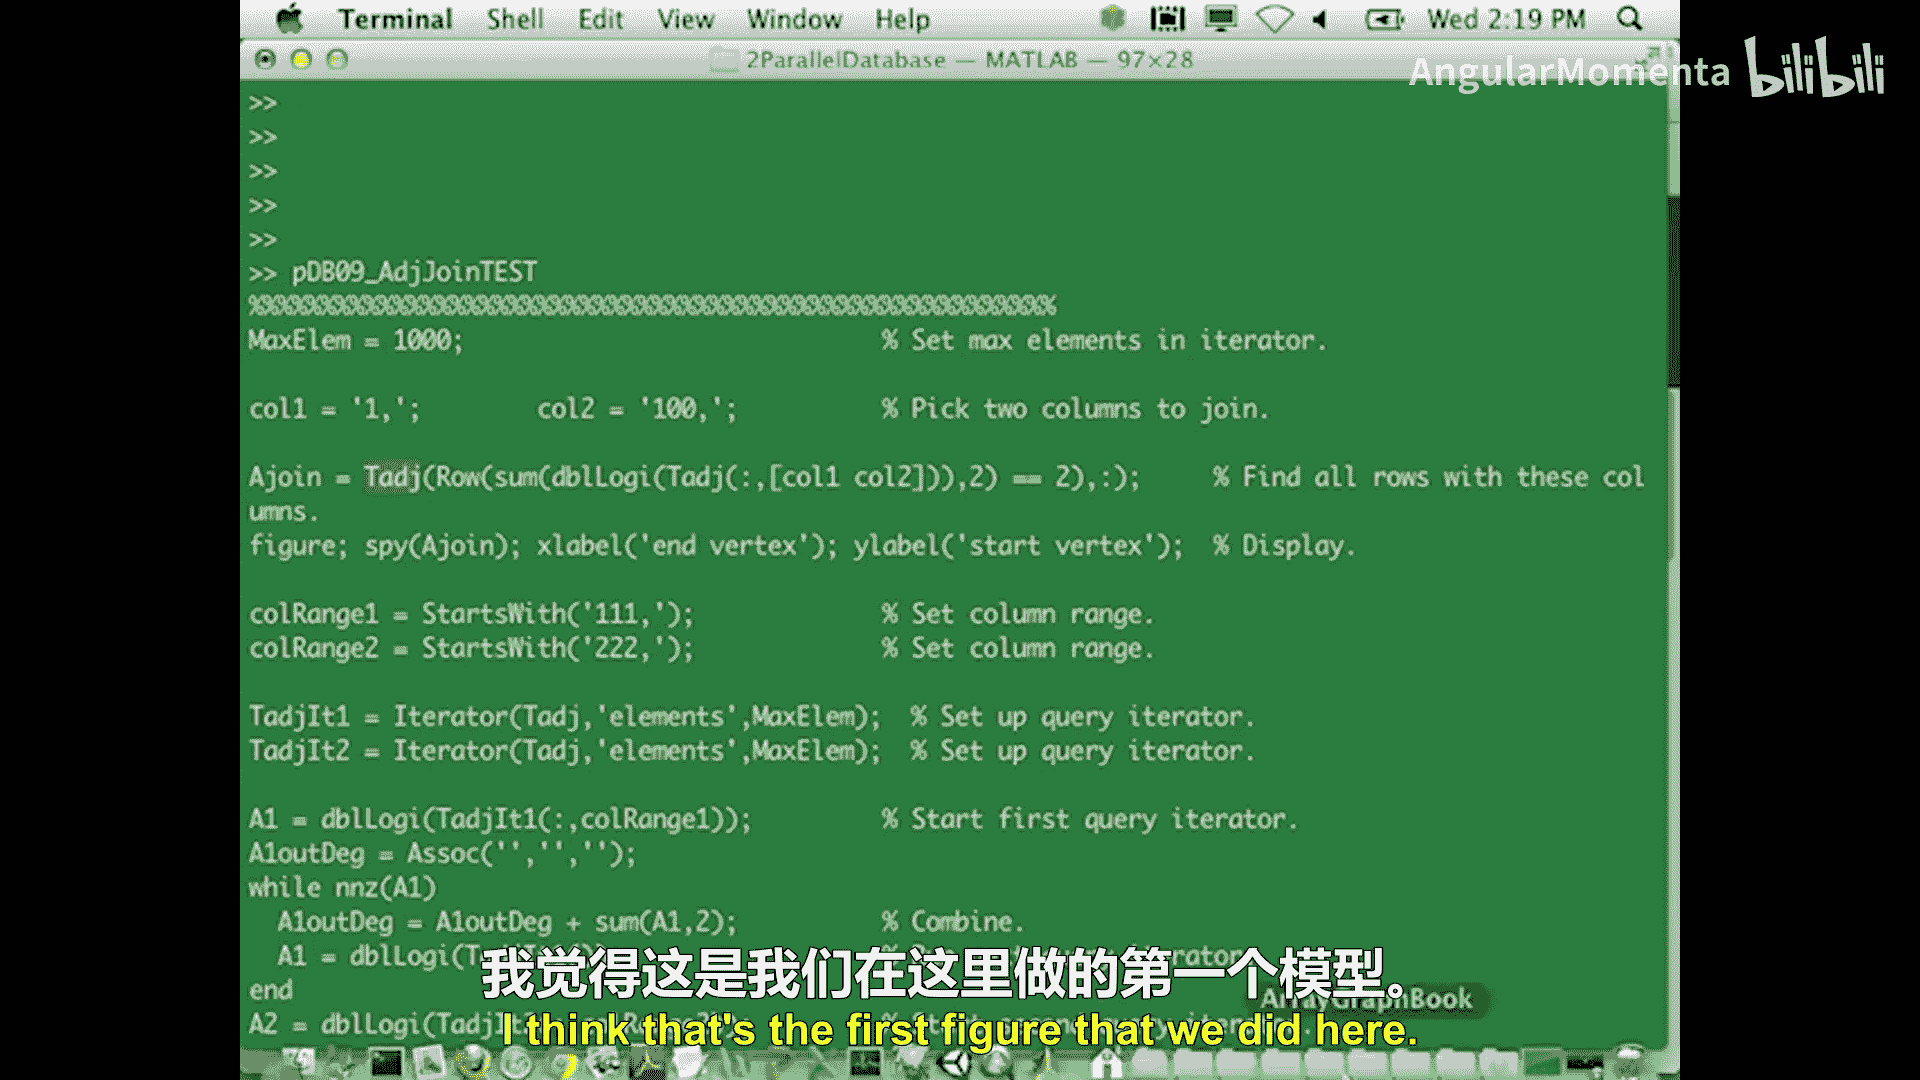 Terminal Shell Edit View Window Help Wed 2:19 PM
2ParallelDatabase — MATLAB — 97×28
AngularMomenta bilibili
>>
>>
>>
>>
>>
>> pDB09_AdjJoinTEST
MaxElem = 1000; % Set max elements in iterator.
col1 = '1,'; col2 = '100,'; % Pick two columns to join.
Ajoin = Tadj(Row(sum(dblLogi(Tadj(:,[col1 col2])),2) == 2),:); % Find all rows with these col
umns.
figure; spy(Ajoin); xlabel('end vertex'); ylabel('start vertex'); % Display.
colRange1 = StartsWith('111,'); % Set column range.
colRange2 = StartsWith('222,'); % Set column range.
TadjIt1 = Iterator(Tadj,'elements',MaxElem); % Set up query iterator.
TadjIt2 = Iterator(Tadj,'elements',MaxElem); % Set up query iterator.
A1 = dblLogi(TadjIt1(:,colRange1)); % Start first query iterator.
A1outDeg = Assoc('','','');
while nnz(A1)
A1outDeg = A1outDeg + sum(A1,2); % Combine.
A1 = dblLogi(
end
A2 = dblLogi(
ArrayGraphBook
我觉得这是我们在这里做的第一个模型。
I think that's the first figure that we did here.